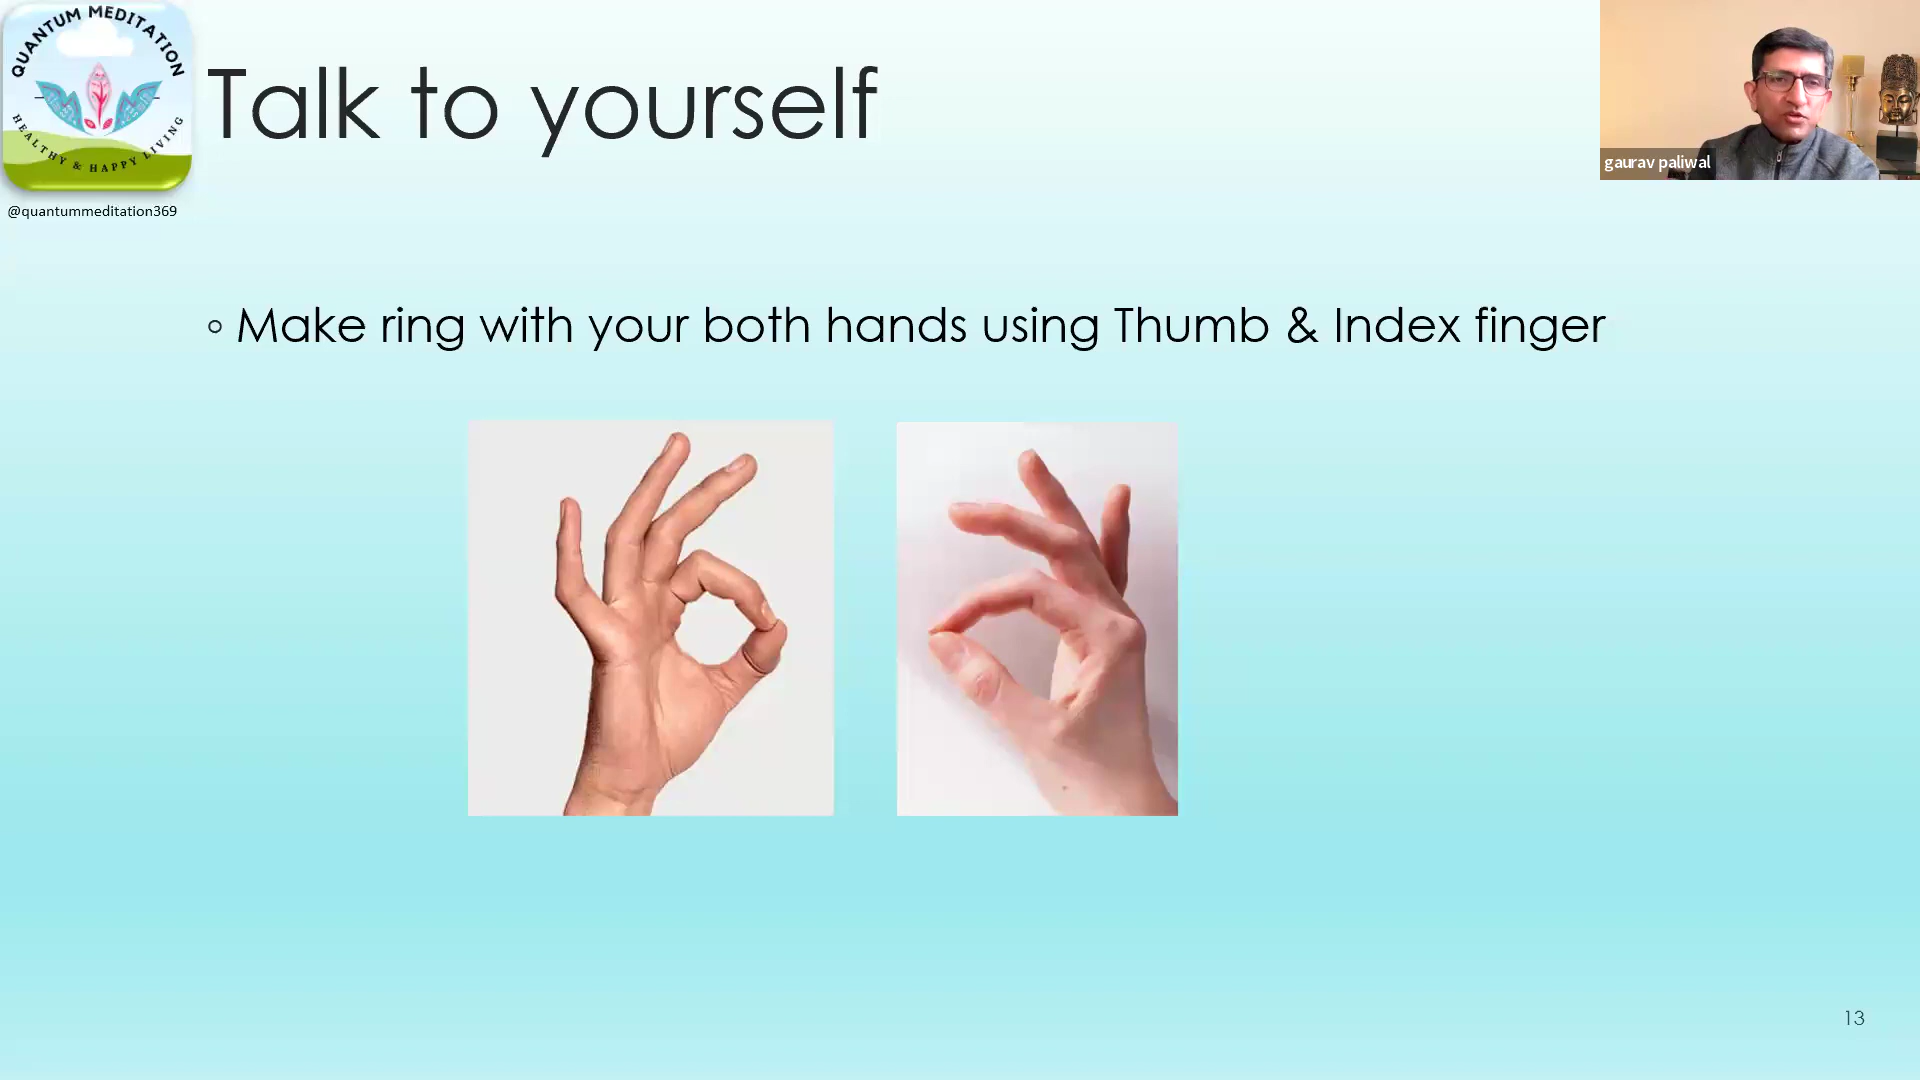 QUANTUM MEDITATION
HEALTHY & HAPPY LIVING
@quantummeditation369
Talk to yourself
gaurav paliwal
Make ring with your both hands using Thumb & Index finger
13